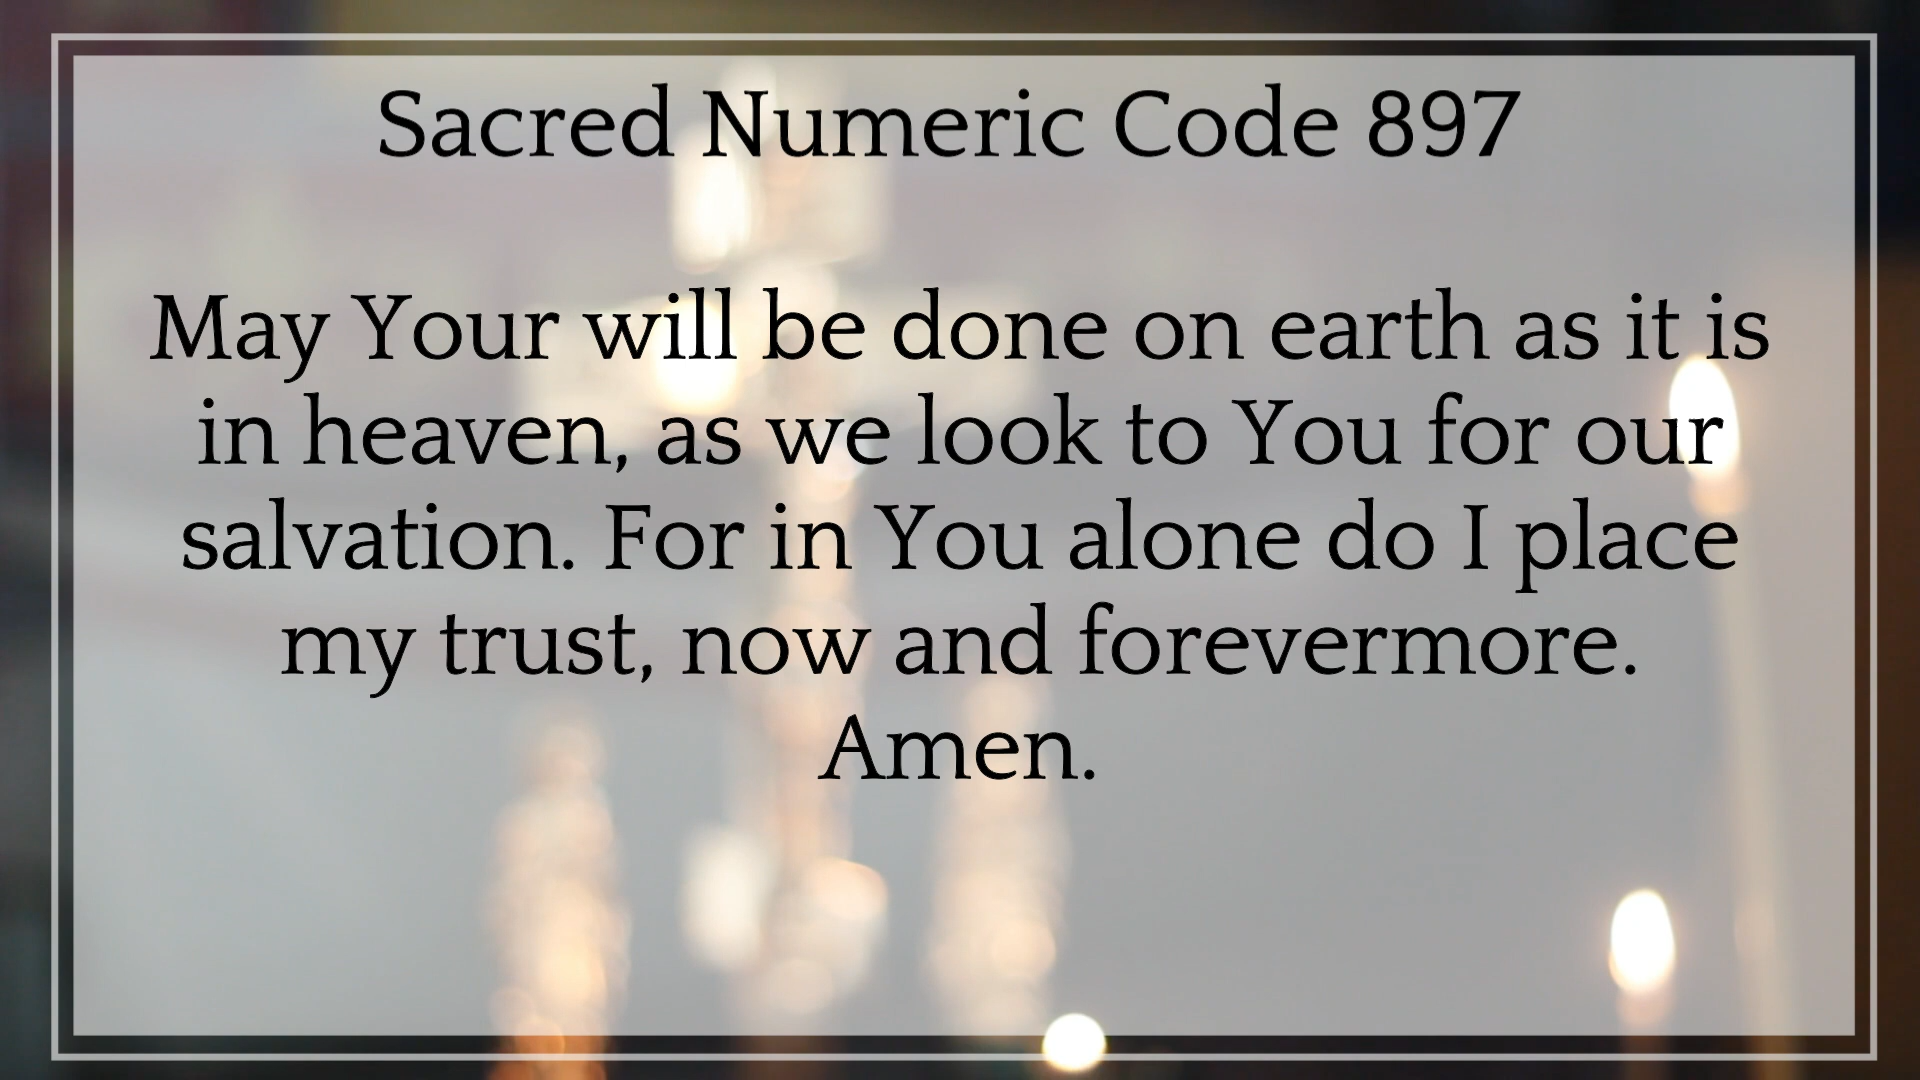 Sacred Numeric Code 897
May Your will be done on earth as it is
in heaven, as we look to You for our
salvation. For in You alone do I place
my trust, now and forevermore.
Amen.